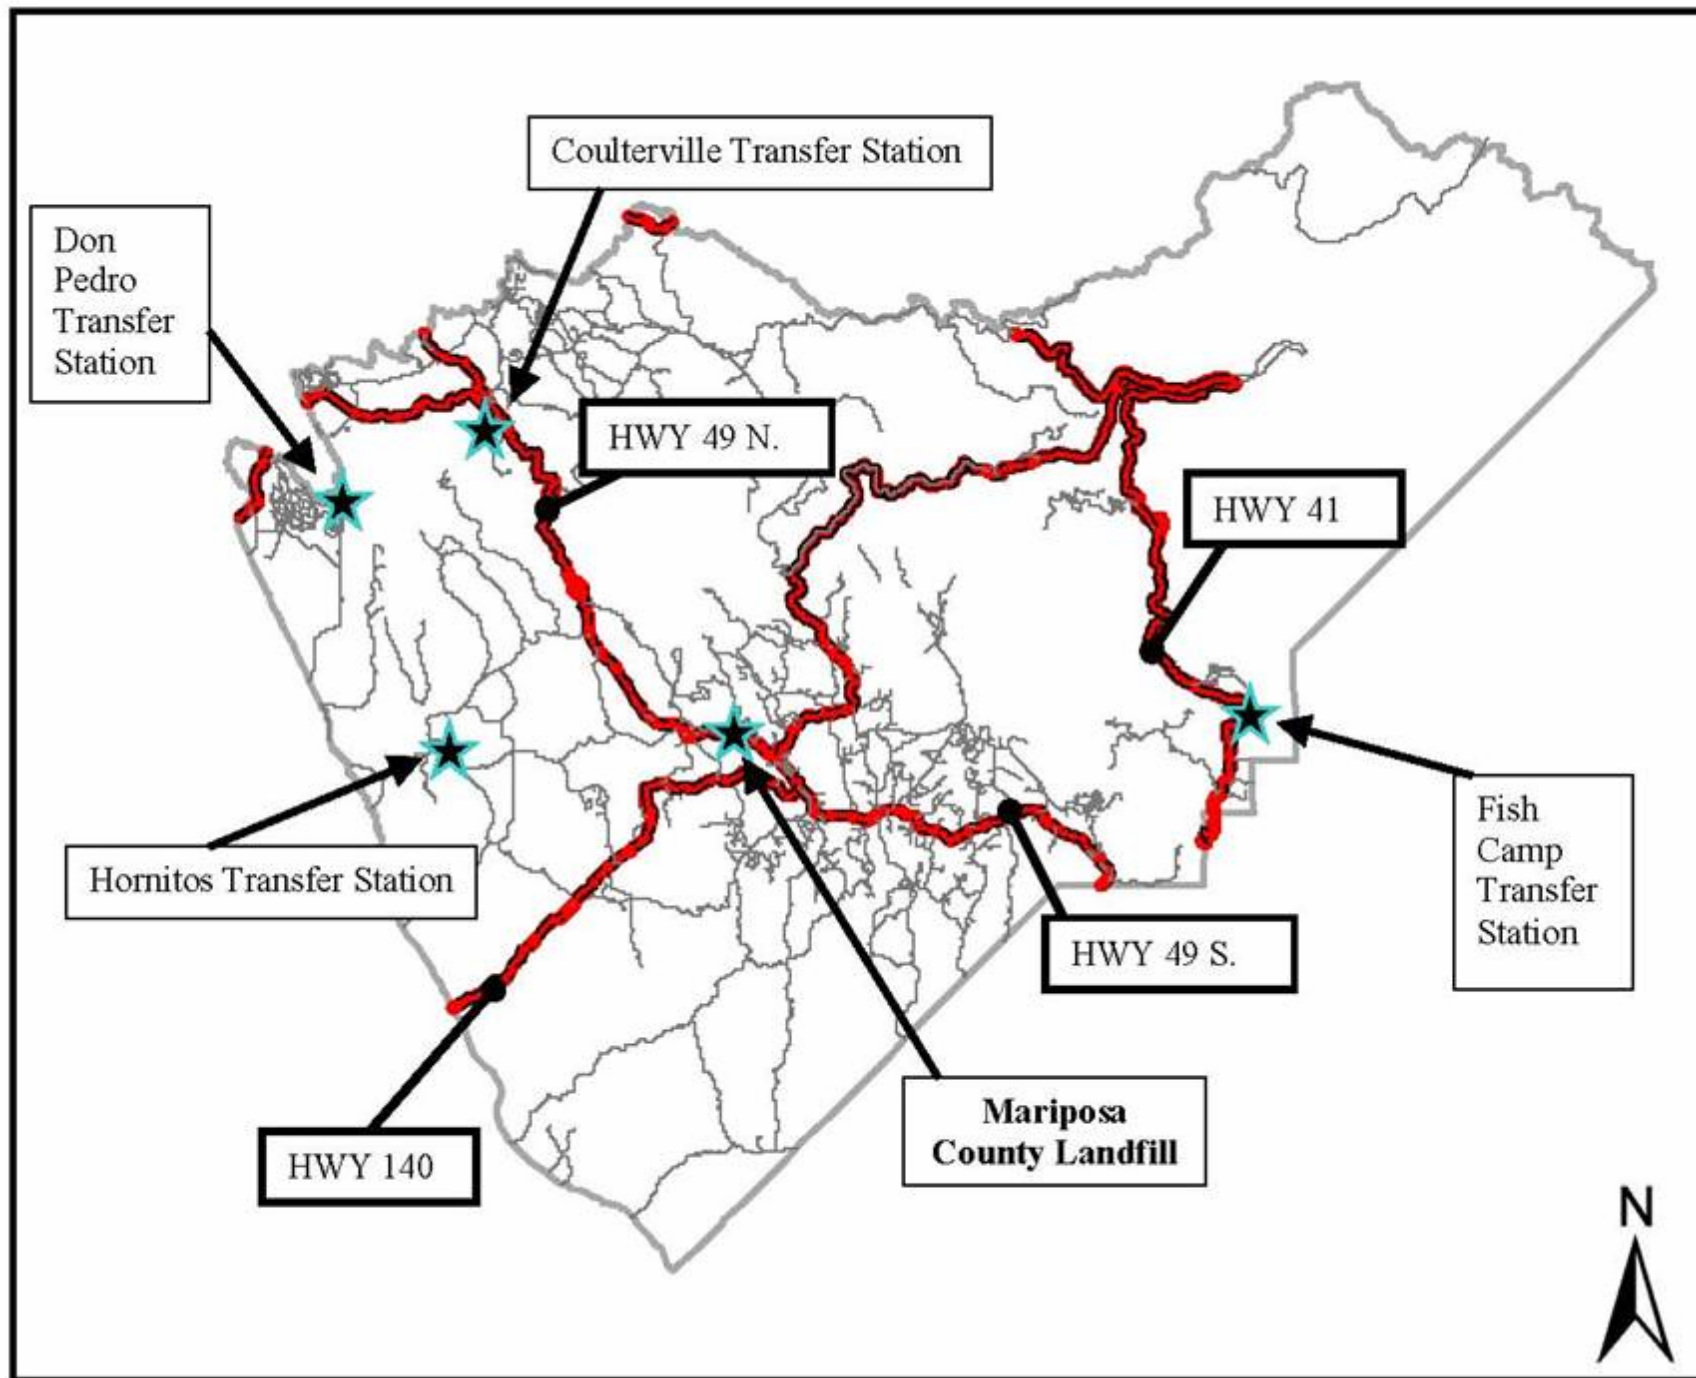 Coulterville Transfer Station
Don
Pedro
Transfer
Station
HWY 49 N.
HWY 41
Hornitos Transfer Station
Fish
Camp
Transfer
Station
HWY 49 S.
Mariposa
County Landfill
HWY 140
N